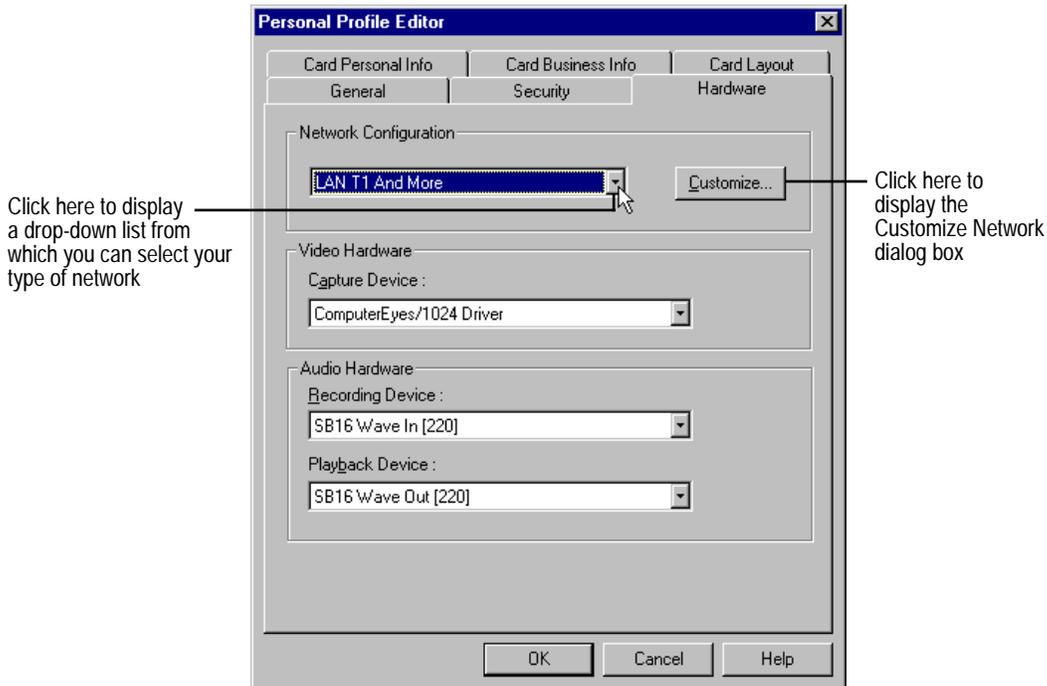 Personal Profile Editor
Card Personal Info
Card Business Info
Card Layout
General
Security
Hardware
Network Configuration
LAN T1 And More
Customize...
Click here to display
a drop-down list from
which you can select your
type of network
Click here to
display the
Customize Network
dialog box
Video Hardware
Capture Device :
ComputerEyes/1024 Driver
Audio Hardware
Recording Device :
SB16 Wave In [220]
Playback Device :
SB16 Wave Out [220]
OK
Cancel
Help